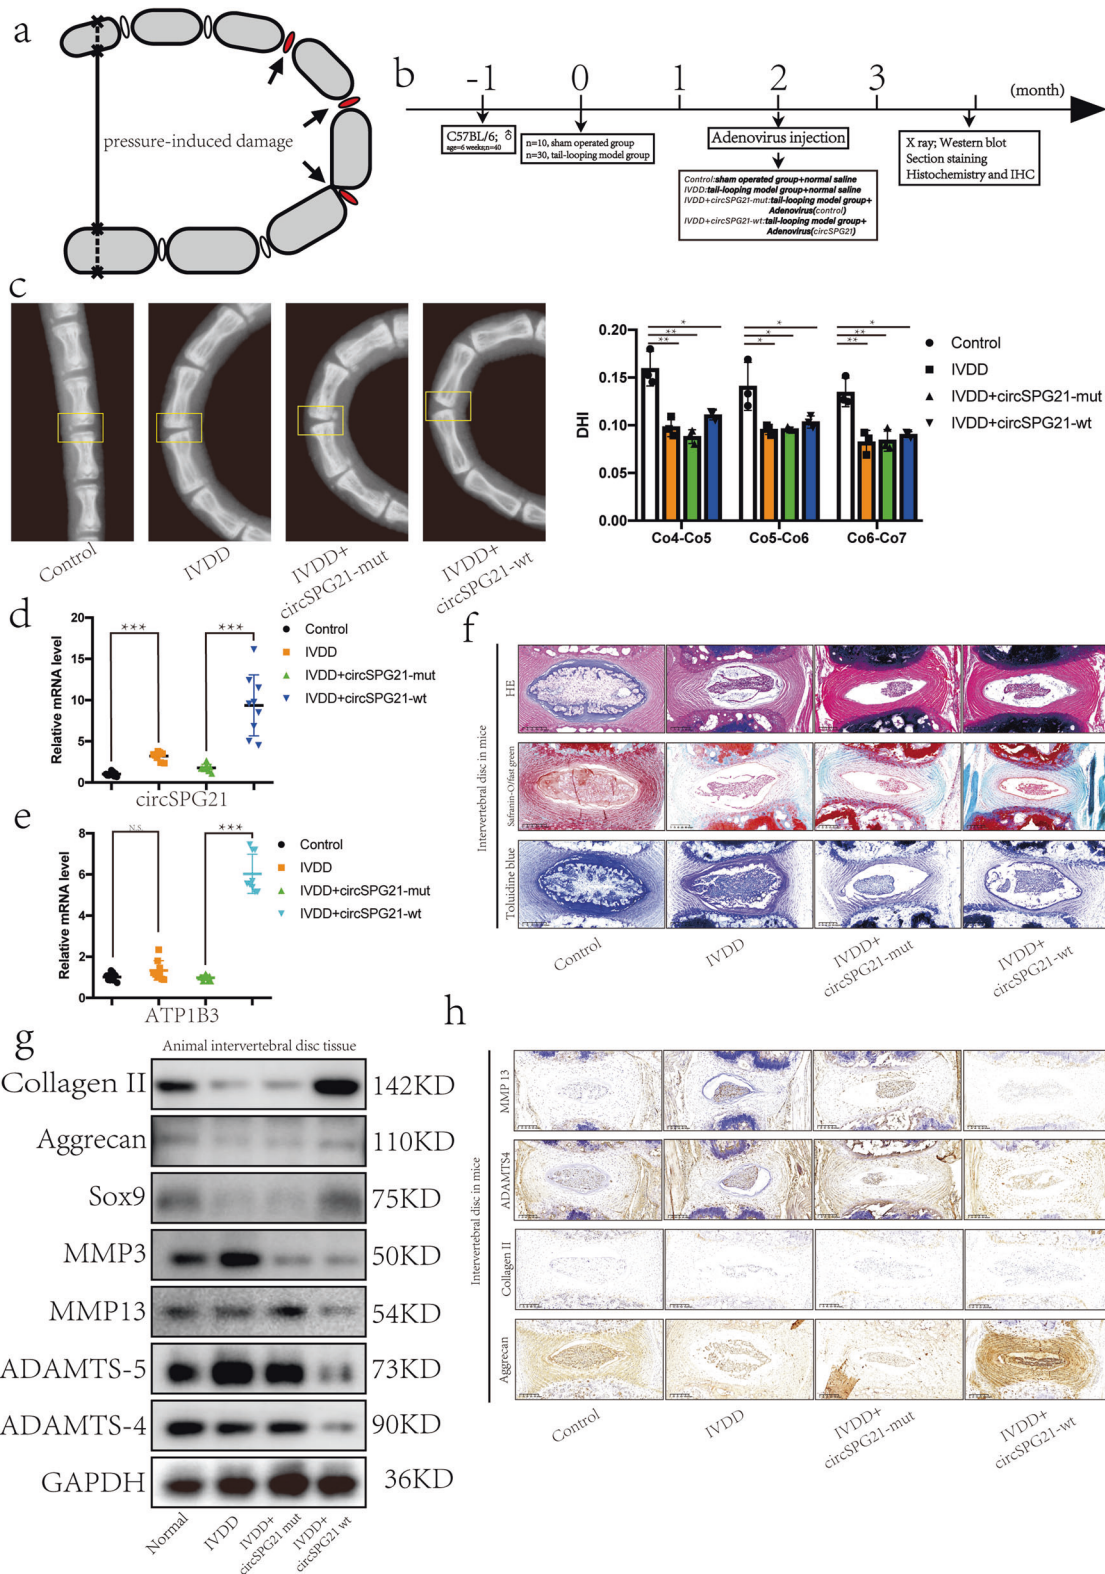 a
pressure-induced damage
b
-1
0
1
2
3
(month)
C57BL/6; ♂
age=6 weeks;n=40
n=10, sham operated group
n=30, tail-looping model group
Adenovirus injection
Control:sham operated group+normal saline
IVDD:tail-looping model group+normal saline
IVDD+circSPG21-mut:tail-looping model group+
Adenovirus(control)
IVDD+circSPG21-wt:tail-looping model group+
Adenovirus(circSPG21)
X ray; Western blot
Section staining
Histochemistry and IHC
c
Control
IVDD
IVDD+
circSPG21-mut
IVDD+
circSPG21-wt
DHI
0.20
0.15
0.10
0.05
0.00
*
**
**
*
*
*
*
**
**
Co4-Co5
Co5-Co6
Co6-Co7
Control
IVDD
IVDD+circSPG21-mut
IVDD+circSPG21-wt
d
Relative mRNA level
20
15
10
5
0
***
***
circSPG21
Control
IVDD
IVDD+circSPG21-mut
IVDD+circSPG21-wt
e
Relative mRNA level
8
6
4
2
0
N.S.
***
ATP1B3
Control
IVDD
IVDD+circSPG21-mut
IVDD+circSPG21-wt
f
Intervertebral disc in mice
HE
Safranin-O/fast green
Toluidine blue
Control
IVDD
IVDD+
circSPG21-mut
IVDD+
circSPG21-wt
g
Animal intervertebral disc tissue
Collagen II
142KD
Aggrecan
110KD
Sox9
75KD
MMP3
50KD
MMP13
54KD
ADAMTS-5
73KD
ADAMTS-4
90KD
GAPDH
36KD
Normal
IVDD
IVDD+
circSPG21 mut
IVDD+
circSPG21 wt
h
Intervertebral disc in mice
MMP 13
ADAMTS4
Collagen II
Aggrecan
Control
IVDD
IVDD+
circSPG21-mut
IVDD+
circSPG21-wt